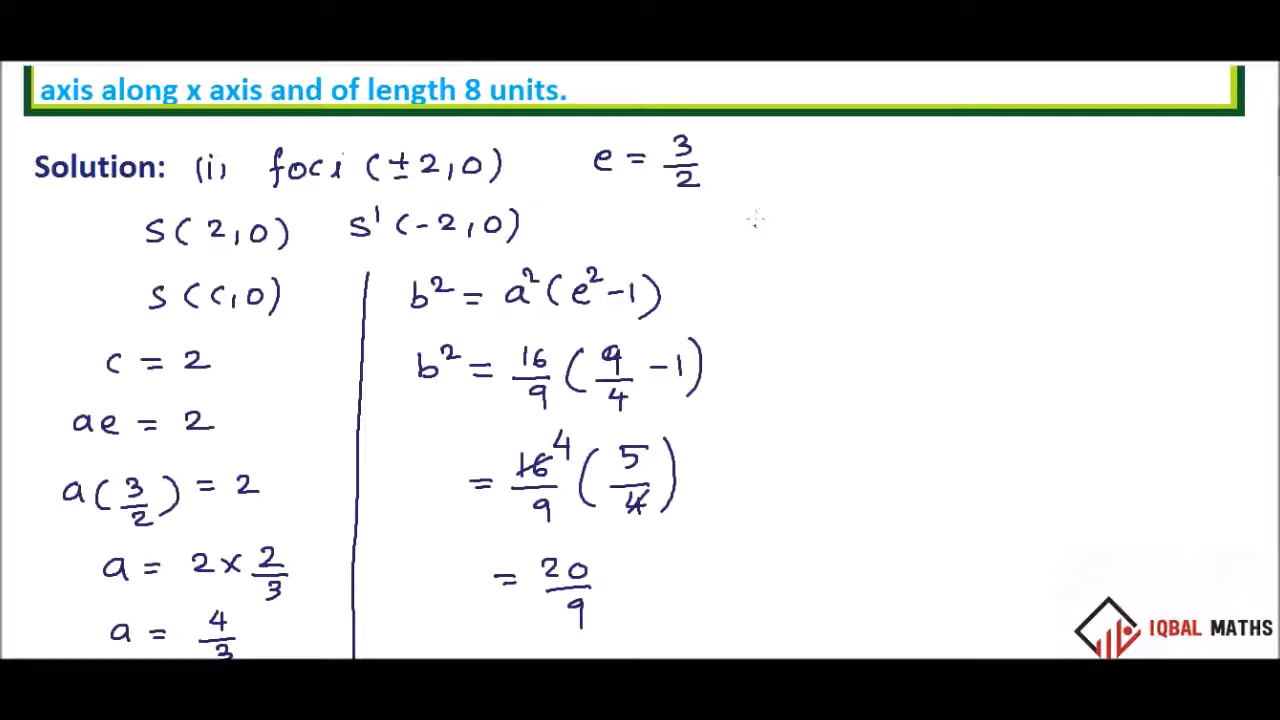 axis along x axis and of length 8 units.
Solution: (i) foci (±2,0) e = 3/2
S(2,0) S'(-2,0)
S(c,0)
c = 2
ae = 2
a(3/2) = 2
a = 2 × 2/3
a = 4/3
b² = a²(e²-1)
b² = 16/9 (9/4 - 1)
= 16 4/9 (5/4)
= 20/9
IQBAL MATHS